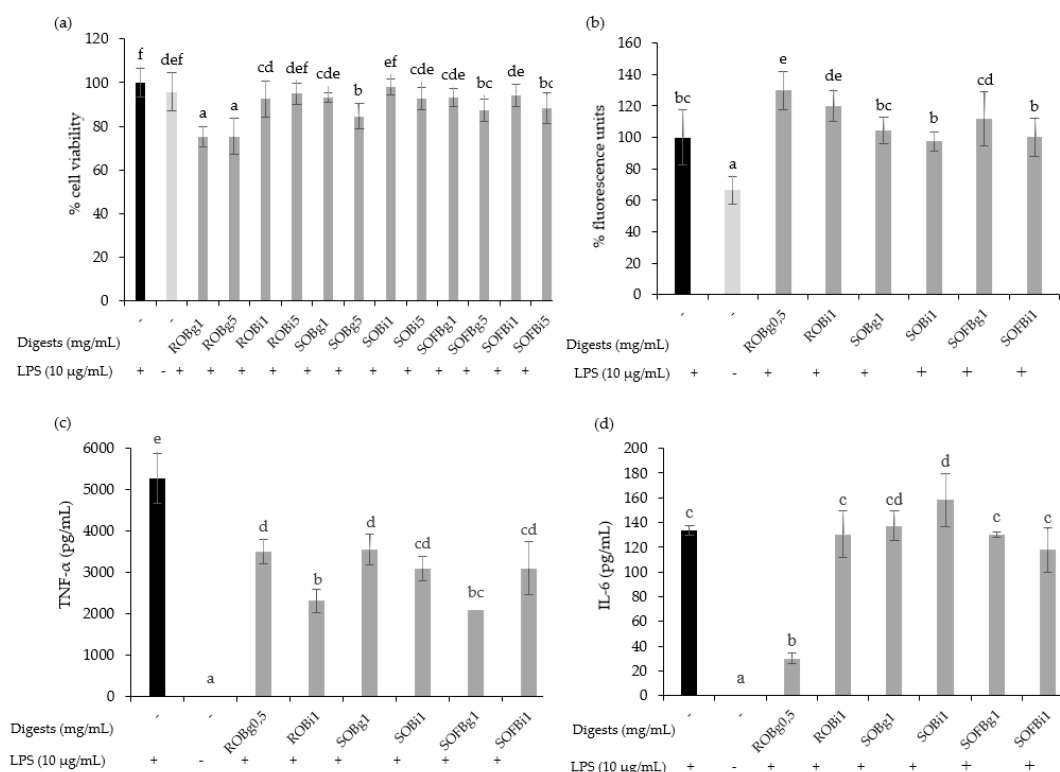 (a)
% cell viability
120
100
80
60
40
20
0
f def a a cd def cde b ef cde cde bc de bc
- - ROBg1 ROBg5 ROBi1 ROBi5 SOBg1 SOBg5 SOBi1 SOBi5 SOFBg1 SOFBg5 SOFBi1 SOFBi5
Digests (mg/mL)
LPS (10 µg/mL) + - + + + + + + + + + + + +
(b)
% fluorescence units
160
140
120
100
80
60
40
20
0
bc a e de bc b cd b
- - ROBg0,5 ROBi1 SOBg1 SOBi1 SOFBg1 SOFBi1
Digests (mg/mL)
LPS (10 µg/mL) + - + + + + + +
(c)
TNF-α (pg/mL)
6000
5000
4000
3000
2000
1000
0
e a d b d cd bc cd
- - ROBg0,5 ROBi1 SOBg1 SOBi1 SOFBg1 SOFBi1
Digests (mg/mL)
LPS (10 µg/mL) + - + + + + + +
(d)
IL-6 (pg/mL)
200
180
160
140
120
100
80
60
40
20
0
c a b c cd d c c
- - ROBg0,5 ROBi1 SOBg1 SOBi1 SOFBg1 SOFBi1
Digests (mg/mL)
LPS (10 µg/mL) + - + + + + + +